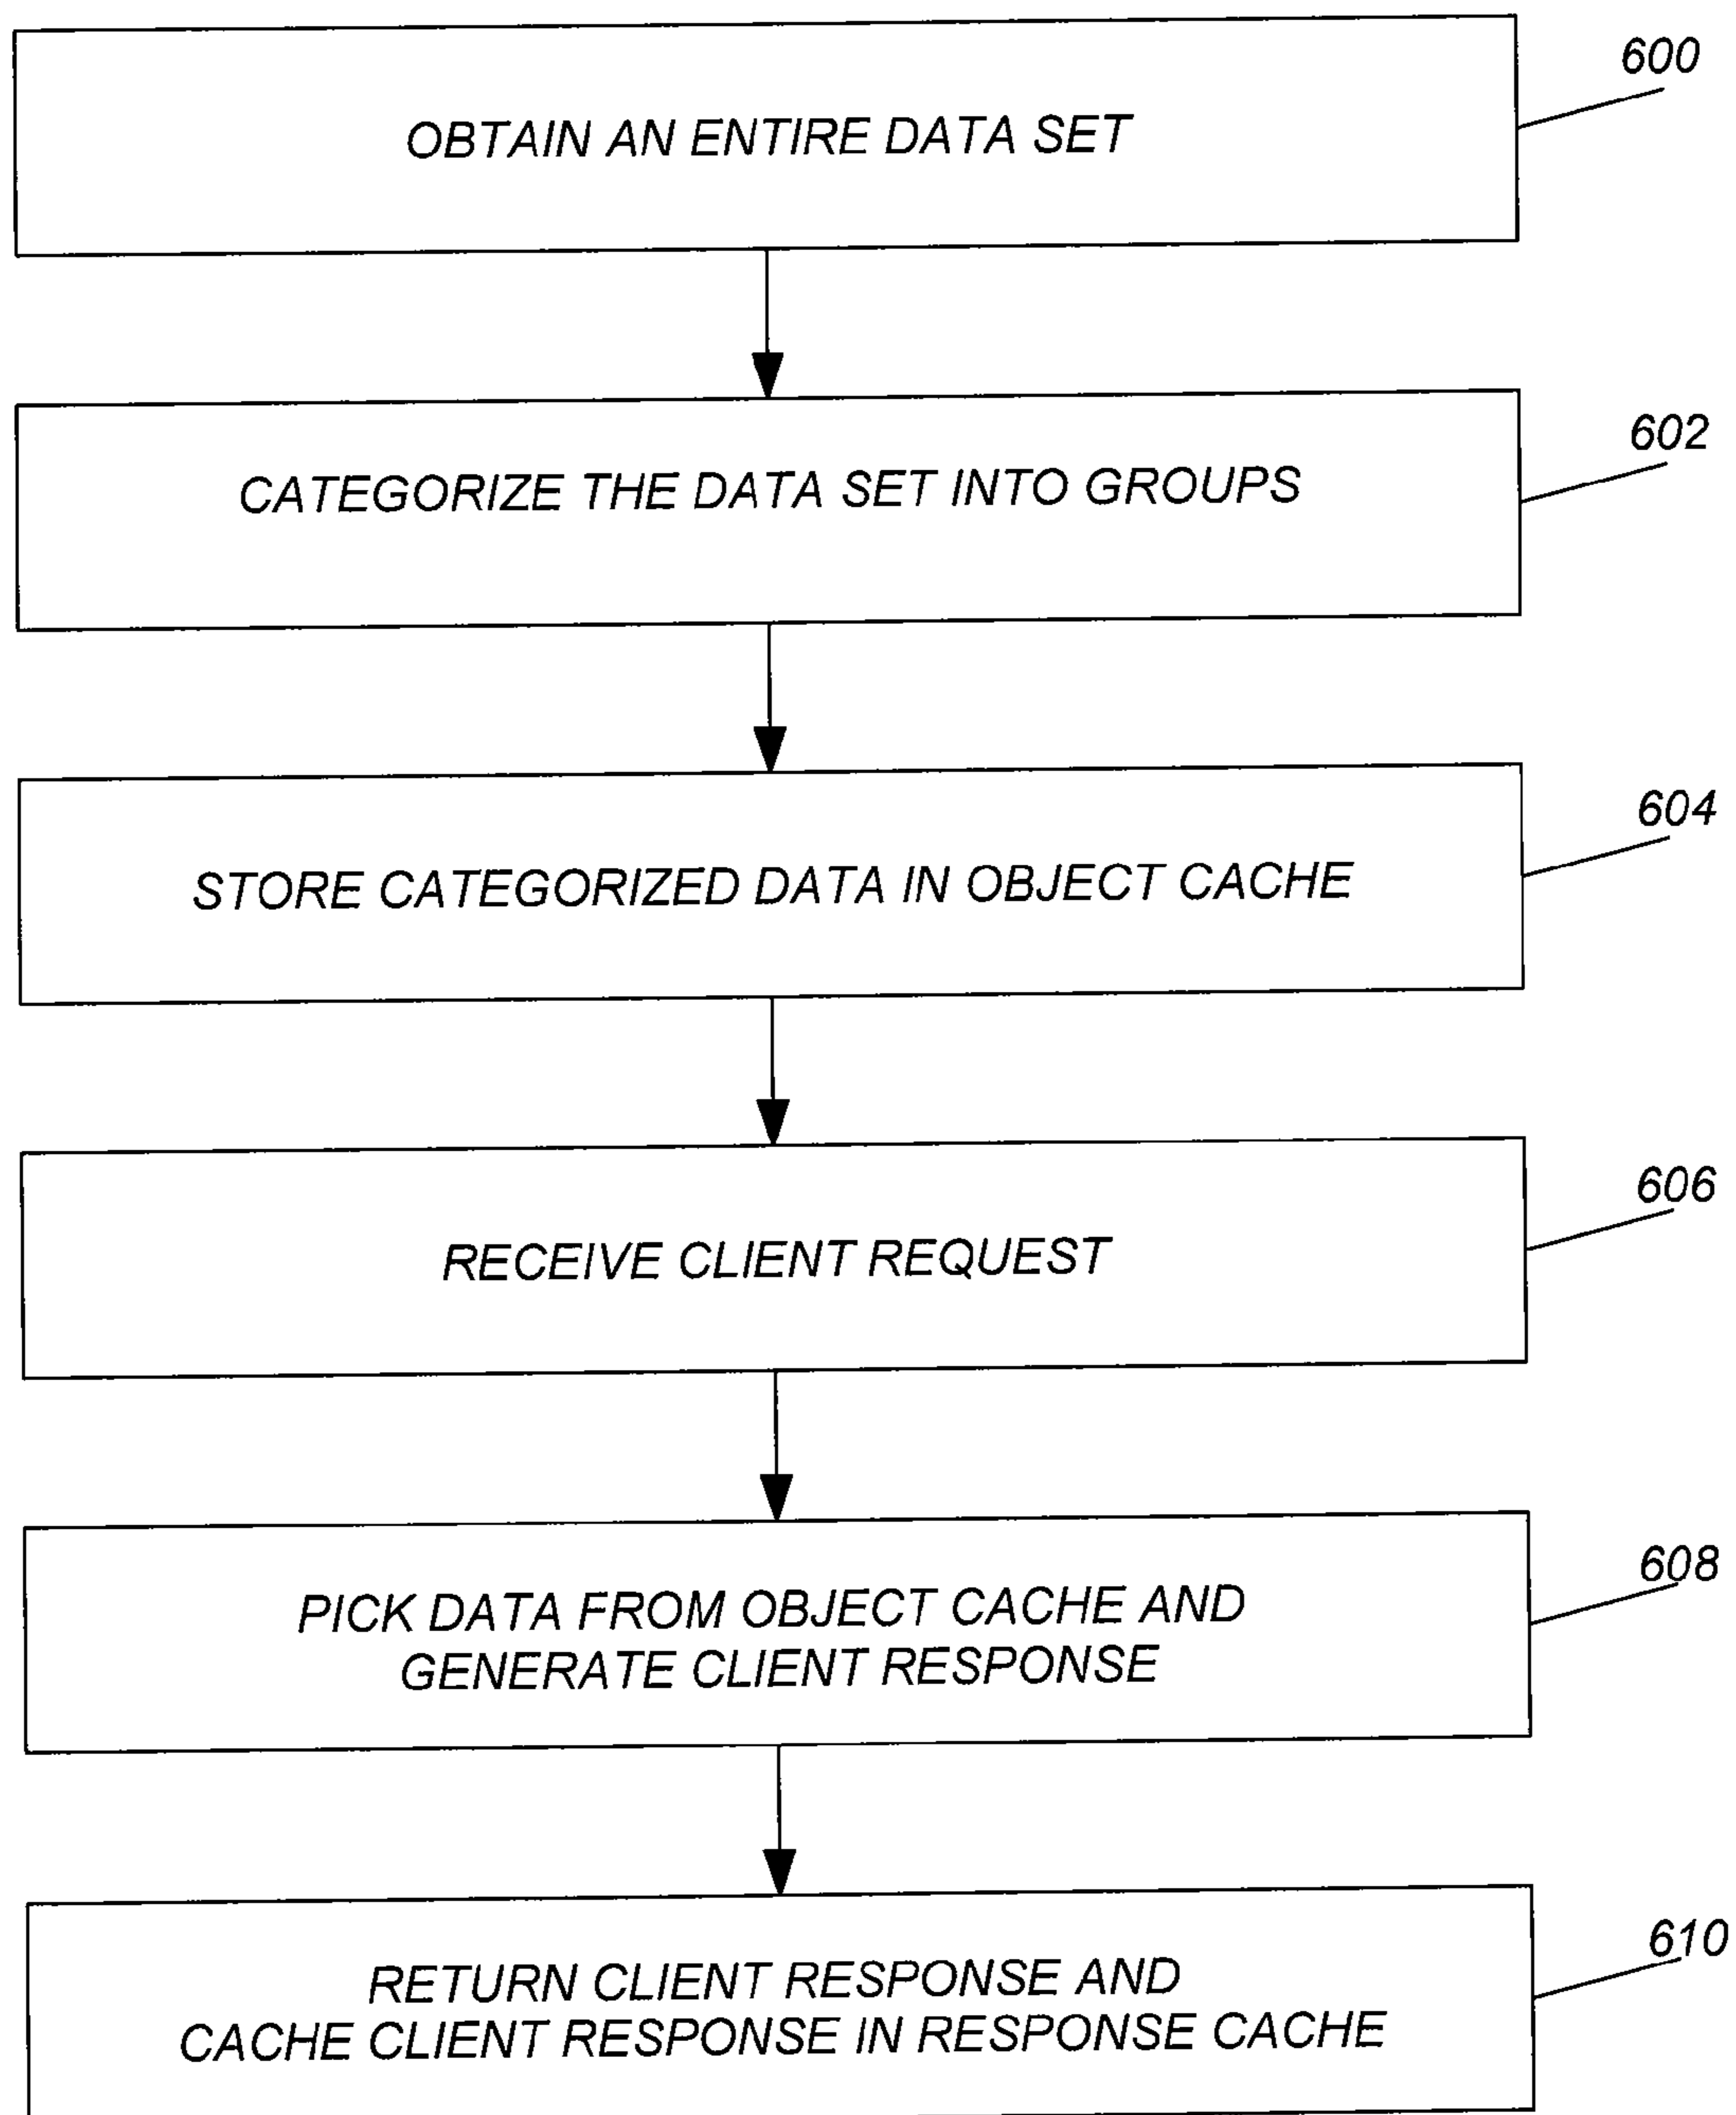 600
OBTAIN AN ENTIRE DATA SET
602
CATEGORIZE THE DATA SET INTO GROUPS
604
STORE CATEGORIZED DATA IN OBJECT CACHE
606
RECEIVE CLIENT REQUEST
608
PICK DATA FROM OBJECT CACHE AND
GENERATE CLIENT RESPONSE
610
RETURN CLIENT RESPONSE AND
CACHE CLIENT RESPONSE IN RESPONSE CACHE